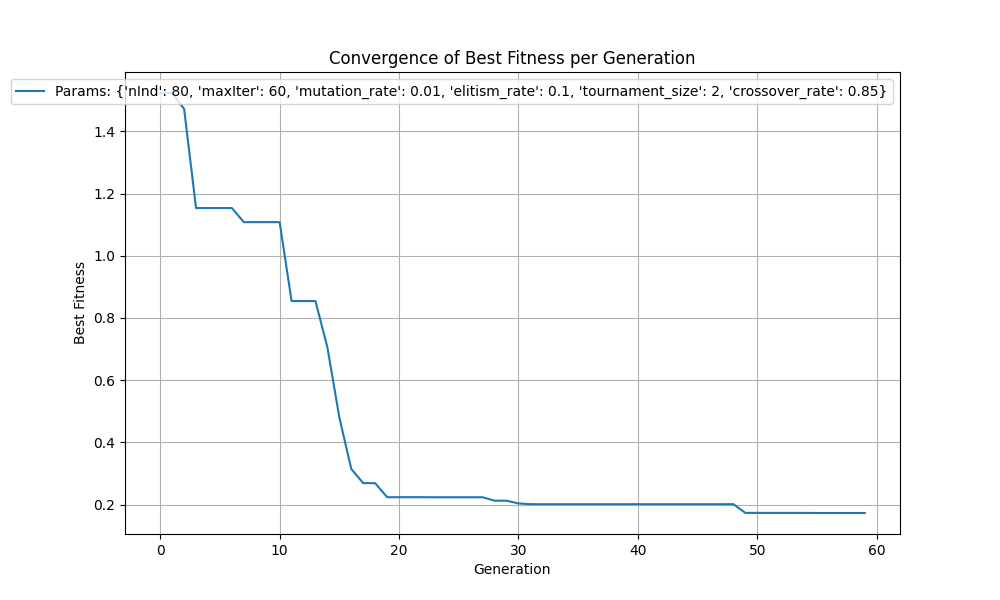 Convergence of Best Fitness per Generation
Params: {'nInd': 80, 'maxIter': 60, 'mutation_rate': 0.01, 'elitism_rate': 0.1, 'tournament_size': 2, 'crossover_rate': 0.85}
1.4
1.2
1.0
0.8
0.6
0.4
0.2
Best Fitness
0 10 20 30 40 50 60
Generation